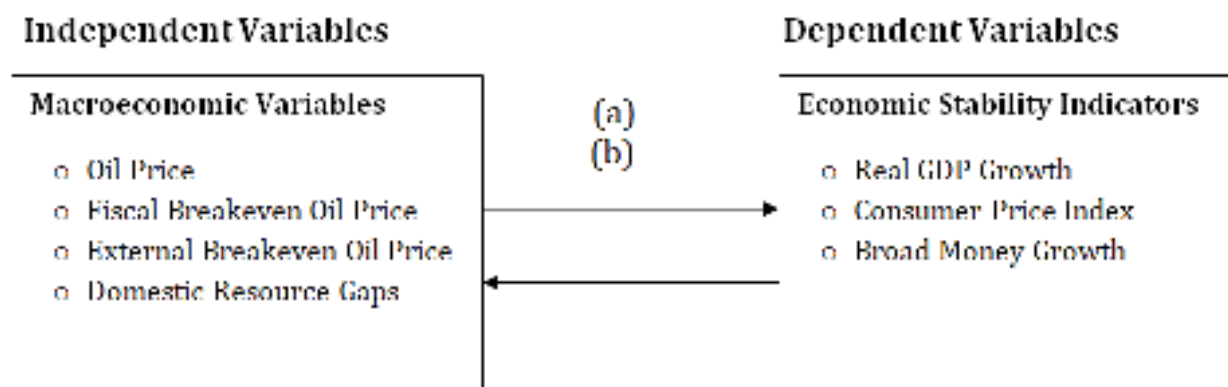 Independent Variables
Dependent Variables
Macroeconomic Variables
o Oil Price
o Fiscal Breakeven Oil Price
o External Breakeven Oil Price
o Domestic Resource Gaps
(a)
(b)
Economic Stability Indicators
o Real GDP Growth
o Consumer Price Index
o Broad Money Growth